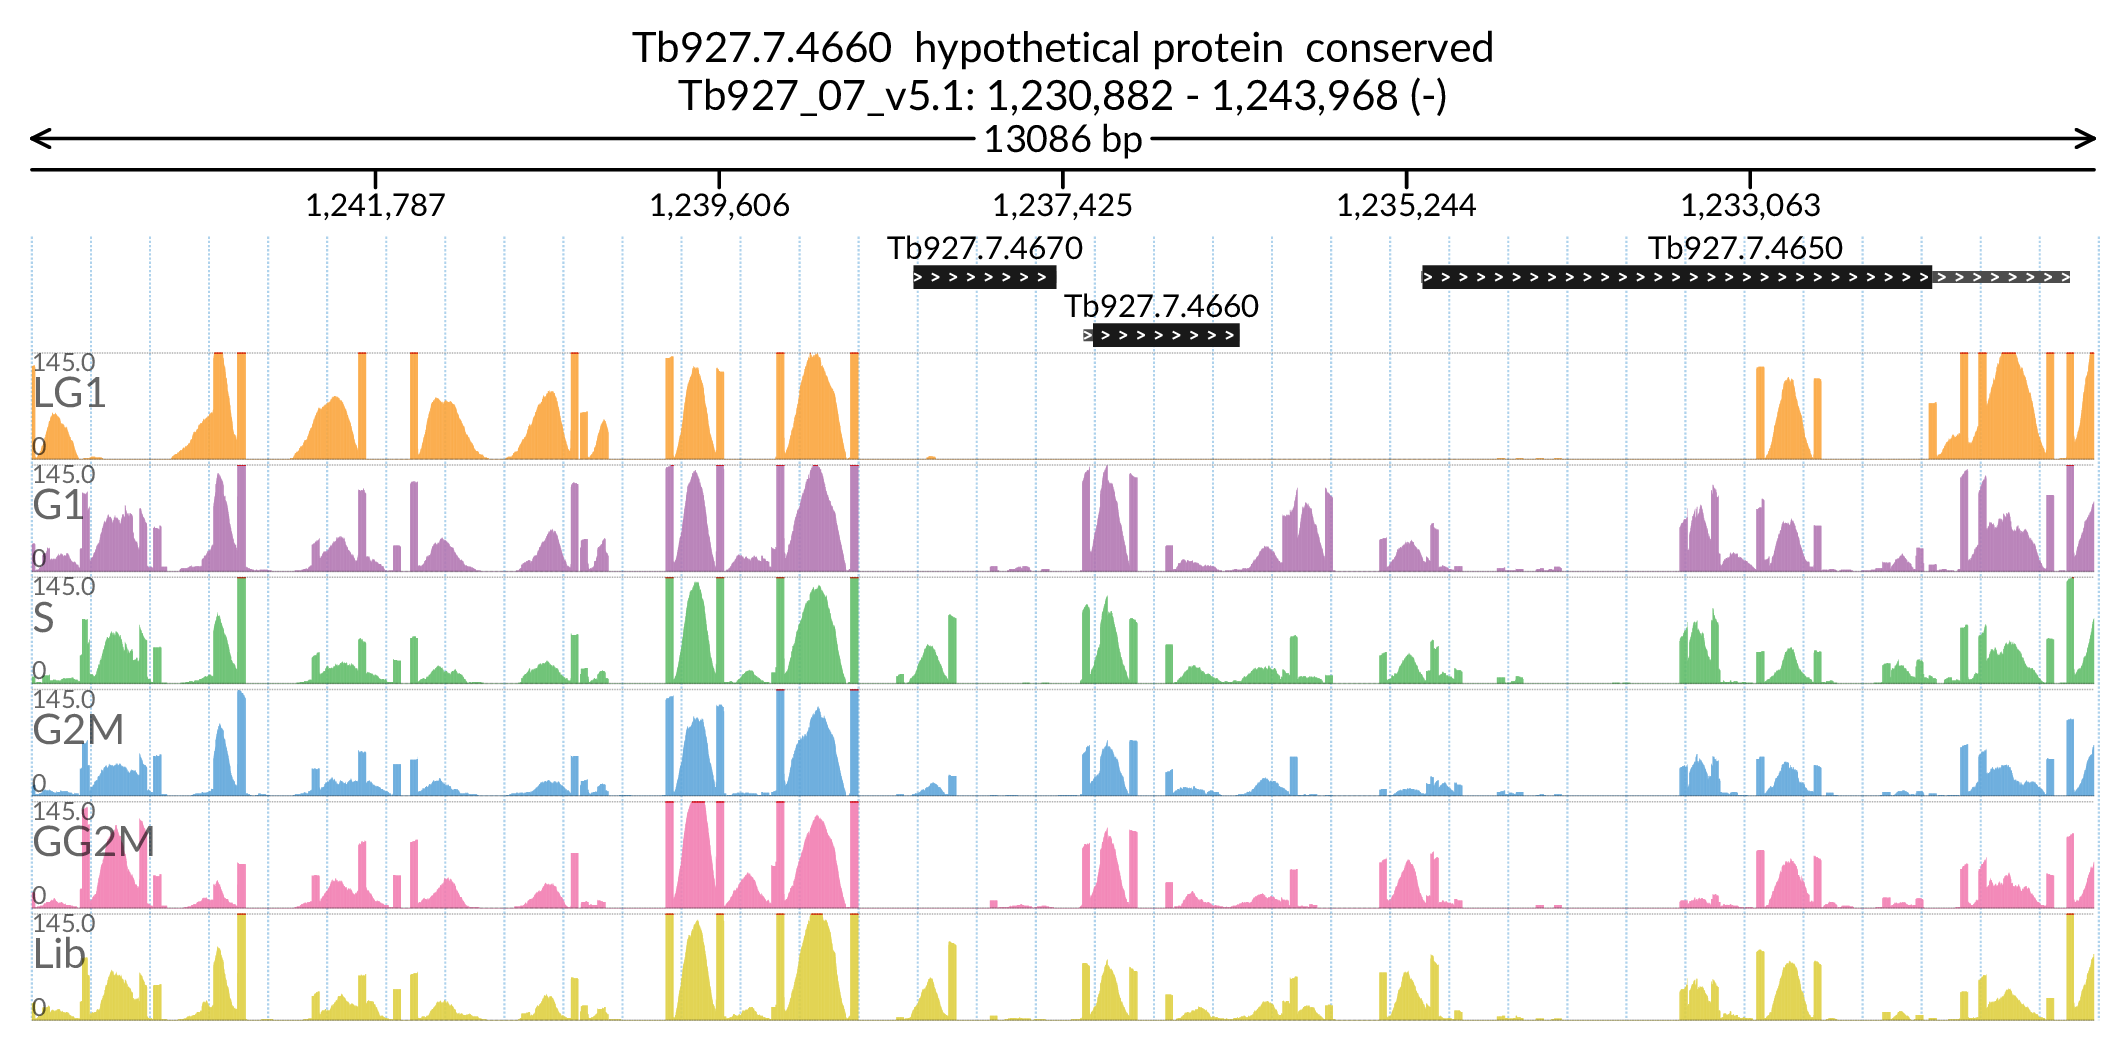 Tb927.7.4660 hypothetical protein conserved
Tb927_07_v5.1: 1,230,882 - 1,243,968 (-)
13086 bp
1,241,787 1,239,606 1,237,425 1,235,244 1,233,063
Tb927.7.4670 Tb927.7.4650
Tb927.7.4660
145.0
LG1
0
145.0
G1
0
145.0
S
0
145.0
G2M
0
145.0
GG2M
0
145.0
Lib
0